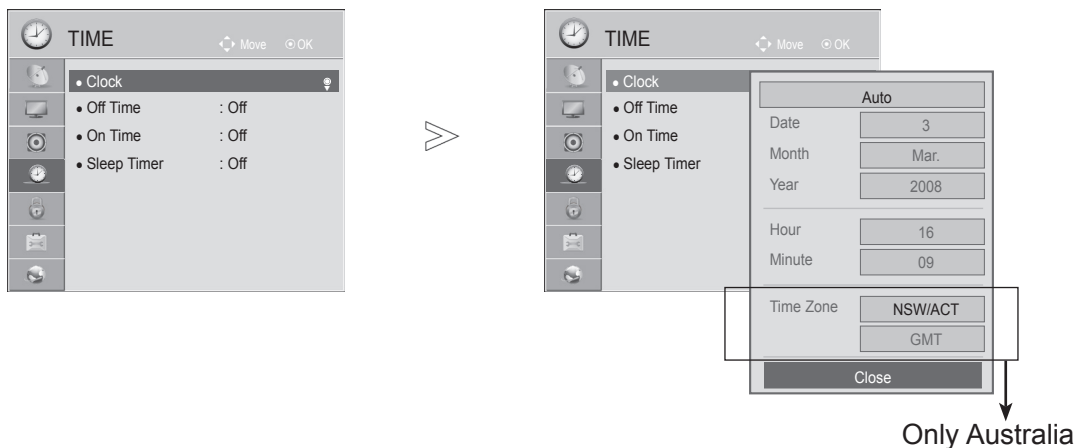 TIME
Move OK
• Clock
• Off Time : Off
• On Time : Off
• Sleep Timer : Off
TIME
Move OK
• Clock
• Off Time
• On Time
• Sleep Timer
Auto
Date 3
Month Mar.
Year 2008
Hour 16
Minute 09
Time Zone NSW/ACT
GMT
Close
Only Australia